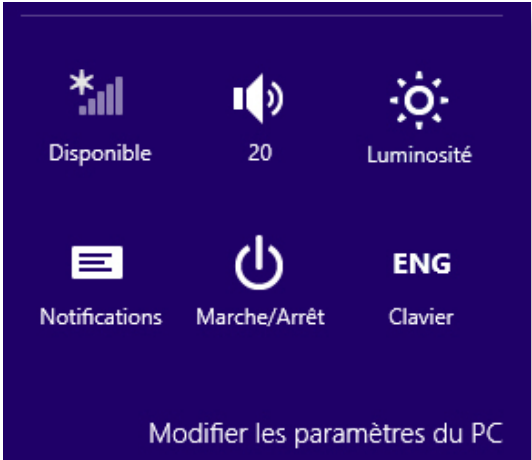 Disponible
20
Luminosité
ENG
Notifications
Marche/Arrêt
Clavier
Modifier les paramètres du PC